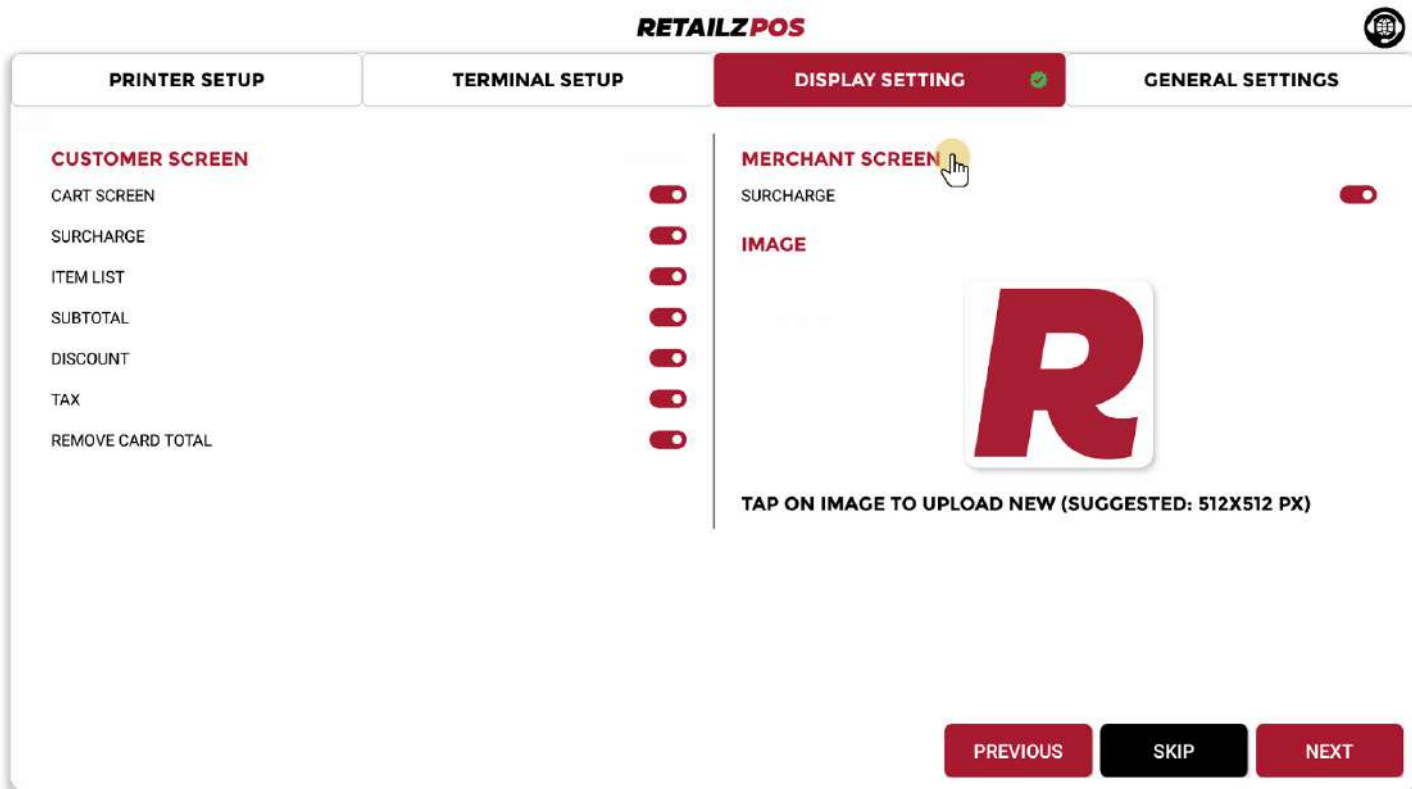 RETAILZPOS
PRINTER SETUP
TERMINAL SETUP
DISPLAY SETTING
GENERAL SETTINGS
CUSTOMER SCREEN
CART SCREEN
SURCHARGE
ITEM LIST
SUBTOTAL
DISCOUNT
TAX
REMOVE CARD TOTAL
MERCHANT SCREEN
SURCHARGE
IMAGE
R
TAP ON IMAGE TO UPLOAD NEW (SUGGESTED: 512X512 PX)
PREVIOUS
SKIP
NEXT